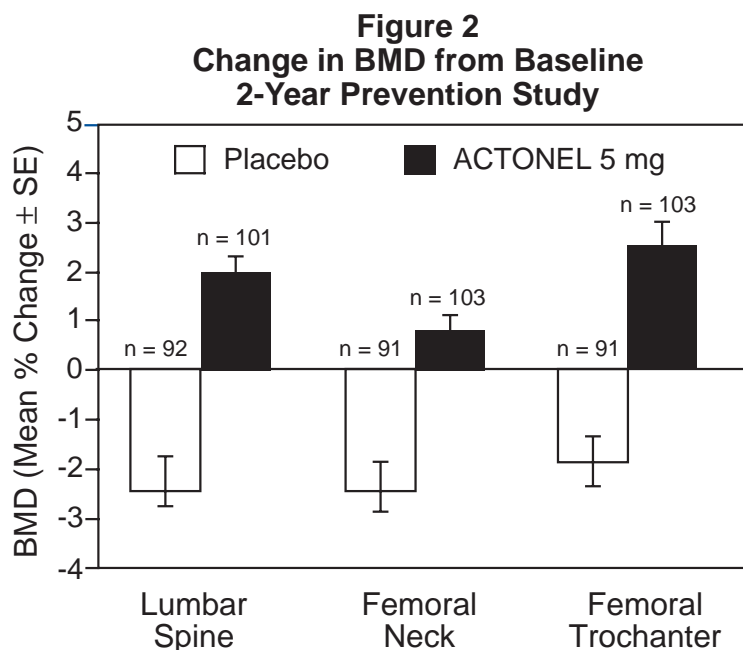 Figure 2
Change in BMD from Baseline
2-Year Prevention Study
BMD (Mean % Change ± SE)
5
4
3
2
1
0
-1
-2
-3
-4
Placebo
ACTONEL 5 mg
n = 92
n = 101
n = 91
n = 103
n = 91
n = 103
Lumbar
Spine
Femoral
Neck
Femoral
Trochanter